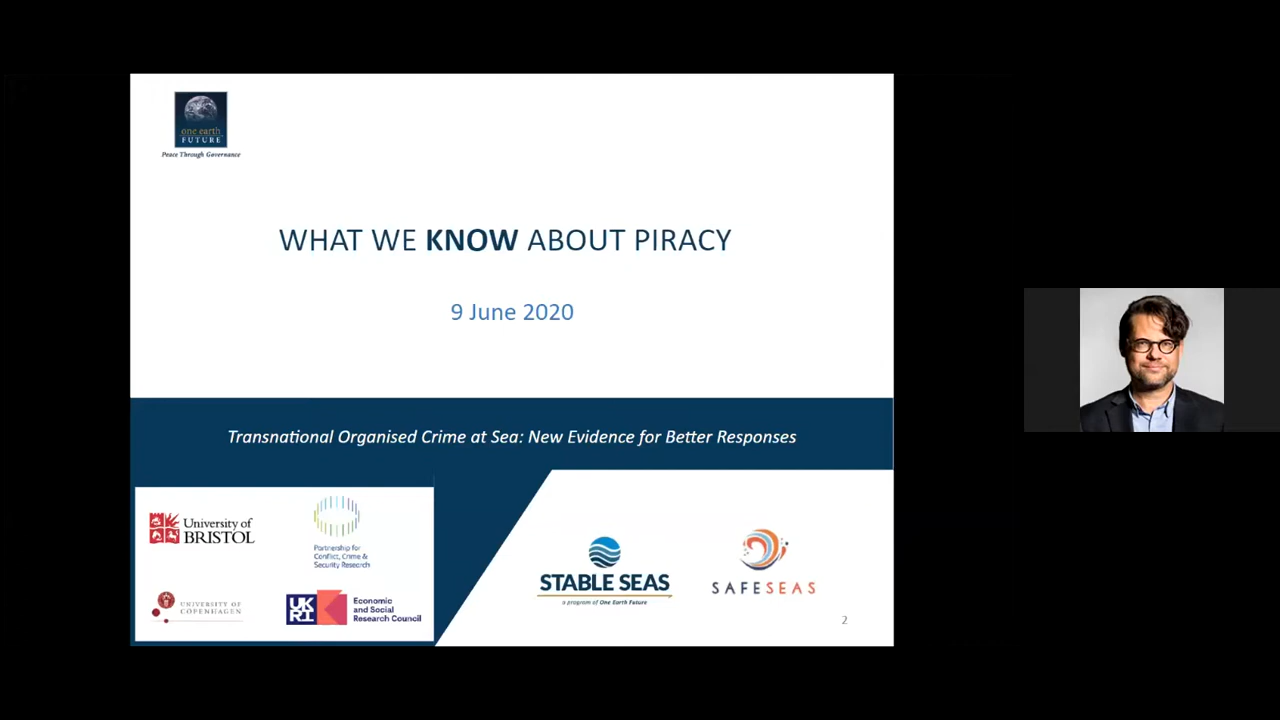 one earth
FUTURE
Peace Through Governance
WHAT WE KNOW ABOUT PIRACY
9 June 2020
Transnational Organised Crime at Sea: New Evidence for Better Responses
University of
BRISTOL
Partnership for
Conflict, Crime &
Security Research
UNIVERSITY OF
COPENHAGEN
UK
RI
Economic
and Social
Research Council
STABLE SEAS
a program of One Earth Future
SAFESEAS
2